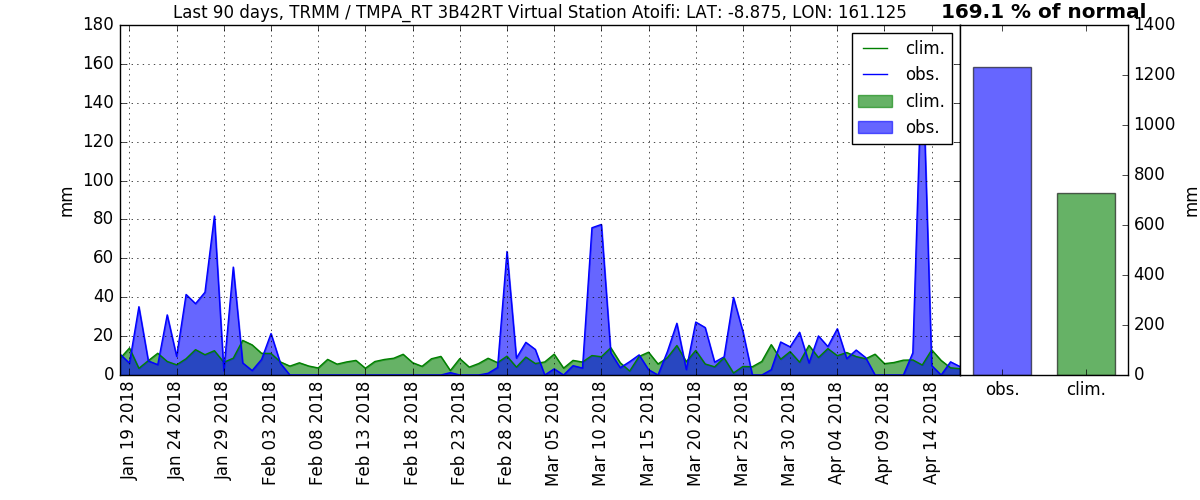 Last 90 days, TRMM / TMPA_RT 3B42RT Virtual Station Atoifi: LAT: -8.875, LON: 161.125
169.1 % of normal
180
160
140
120
100
80
60
40
20
0
mm
clim.
obs.
clim.
obs.
1400
1200
1000
800
600
400
200
0
mm
obs.
clim.
Jan 19 2018
Jan 24 2018
Jan 29 2018
Feb 03 2018
Feb 08 2018
Feb 13 2018
Feb 18 2018
Feb 23 2018
Feb 28 2018
Mar 05 2018
Mar 10 2018
Mar 15 2018
Mar 20 2018
Mar 25 2018
Mar 30 2018
Apr 04 2018
Apr 09 2018
Apr 14 2018